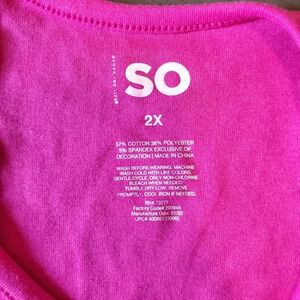 SO
2X
57% COTTON 38% POLYESTER
5% SPANDEX EXCLUSIVE OF
DECORATION | MADE IN CHINA
WASH BEFORE WEARING. MACHINE
WASH COLD WITH LIKE COLORS,
GENTLE CYCLE. ONLY NON-CHLORINE
BLEACH WHEN NEEDED.
TUMBLE DRY LOW. REMOVE
PROMPTLY. COOL IRON IF NEEDED.
RN# 73277
Factory Code# 200948
Manufacture Date: 01/22
UPC# 400861330982